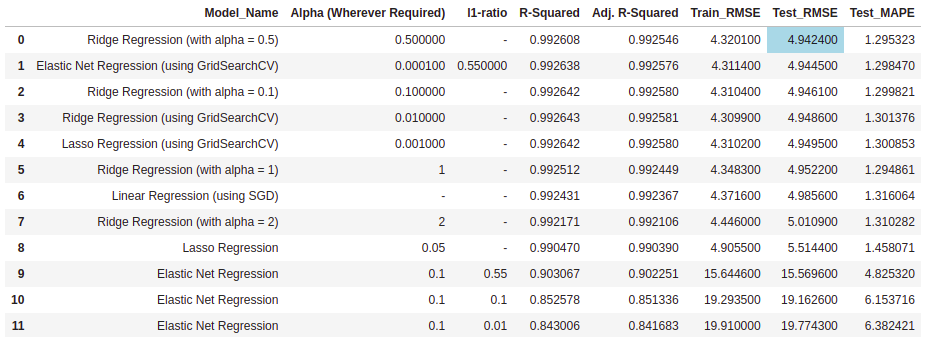 Model_Name Alpha (Wherever Required) l1-ratio R-Squared Adj. R-Squared Train_RMSE Test_RMSE Test_MAPE
0 Ridge Regression (with alpha = 0.5) 0.500000 - 0.992608 0.992546 4.320100 4.942400 1.295323
1 Elastic Net Regression (using GridSearchCV) 0.000100 0.550000 0.992638 0.992576 4.311400 4.944500 1.298470
2 Ridge Regression (with alpha = 0.1) 0.100000 - 0.992642 0.992580 4.310400 4.946100 1.299821
3 Ridge Regression (using GridSearchCV) 0.010000 - 0.992643 0.992581 4.309900 4.948600 1.301376
4 Lasso Regression (using GridSearchCV) 0.001000 - 0.992642 0.992580 4.310200 4.949500 1.300853
5 Ridge Regression (with alpha = 1) 1 - 0.992512 0.992449 4.348300 4.952200 1.294861
6 Linear Regression (using SGD) - - 0.992431 0.992367 4.371600 4.985600 1.316064
7 Ridge Regression (with alpha = 2) 2 - 0.992171 0.992106 4.446000 5.010900 1.310282
8 Lasso Regression 0.05 - 0.990470 0.990390 4.905500 5.514400 1.458071
9 Elastic Net Regression 0.1 0.55 0.903067 0.902251 15.644600 15.569600 4.825320
10 Elastic Net Regression 0.1 0.1 0.852578 0.851336 19.293500 19.162600 6.153716
11 Elastic Net Regression 0.1 0.01 0.843006 0.841683 19.910000 19.774300 6.382421